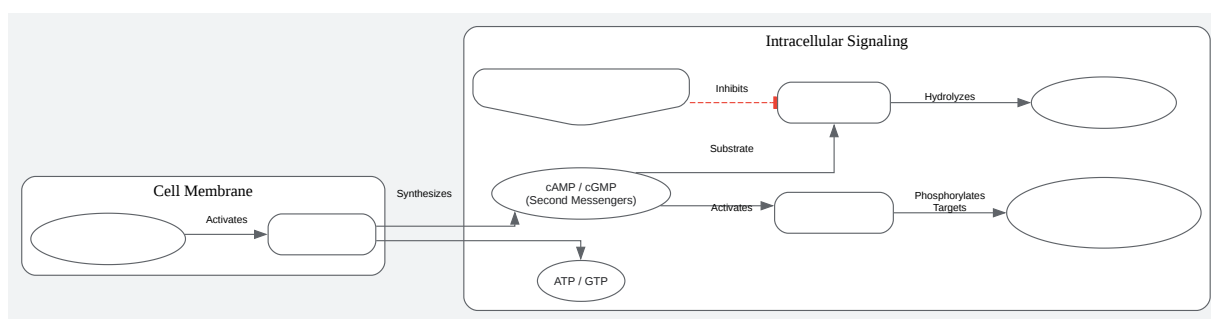 Intracellular Signaling
Inhibits
Hydrolyzes
Substrate
Cell Membrane
Synthesizes
cAMP / cGMP
(Second Messengers)
Activates
Phosphorylates
Targets
Activates
ATP / GTP